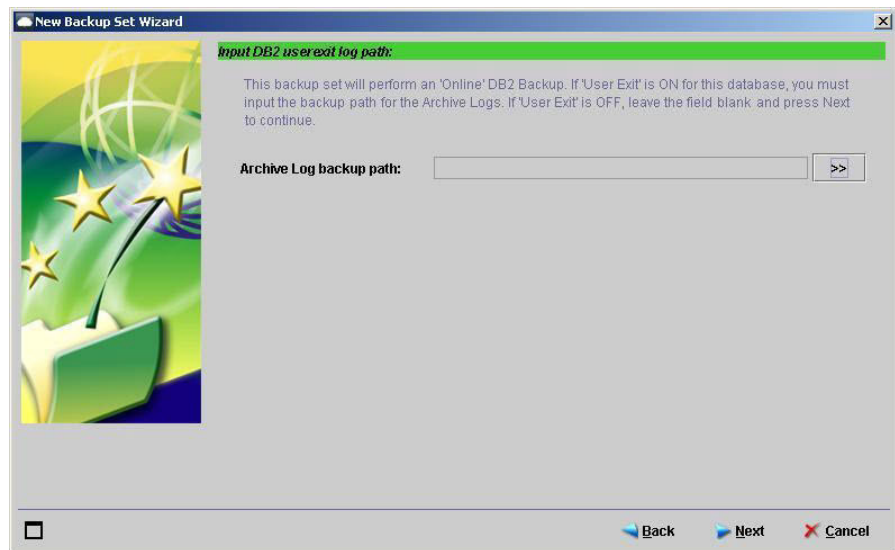 New Backup Set Wizard
Input DB2 userexit log path:
This backup set will perform an 'Online' DB2 Backup. If 'User Exit' is ON for this database, you must
input the backup path for the Archive Logs. If 'User Exit' is OFF, leave the field blank and press Next
to continue.
Archive Log backup path:
>>
Back
Next
Cancel